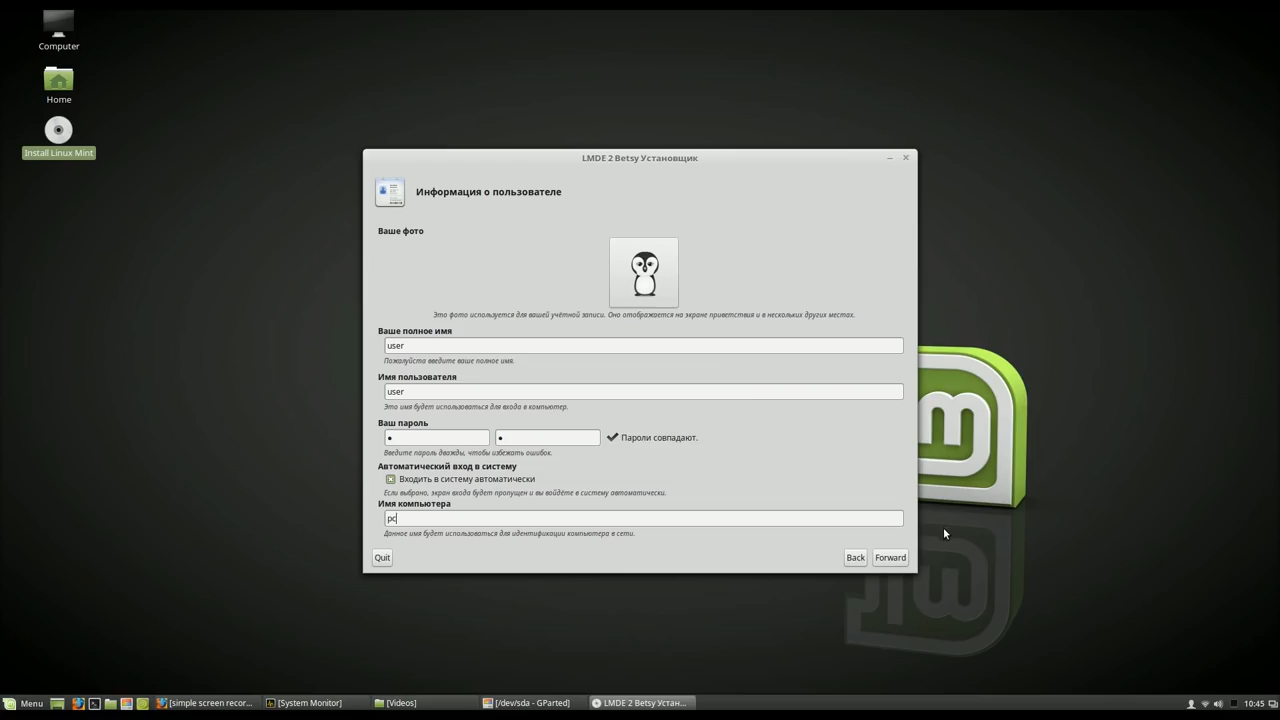 Computer
Home
Install Linux Mint
LMDE 2 Betsy Установщик
Информация о пользователе
Ваше фото
Это фото используется для вашей учётной записи. Оно отображается на экране приветствия и в нескольких других местах.
Ваше полное имя
user
Пожалуйста введите ваше полное имя.
Имя пользователя
user
Это имя будет использоваться для входа в компьютер.
Ваш пароль
Пароли совпадают.
Введите пароль дважды, чтобы избежать ошибок.
Автоматический вход в систему
Входить в систему автоматически
Если выбрано, экран входа будет пропущен и вы войдёте в систему автоматически.
Имя компьютера
pc
Данное имя будет использоваться для идентификации компьютера в сети.
Quit Back Forward
Menu [simple screen recor... [System Monitor] [Videos] [/dev/sda - GParted] LMDE 2 Betsy Устан... 10:45